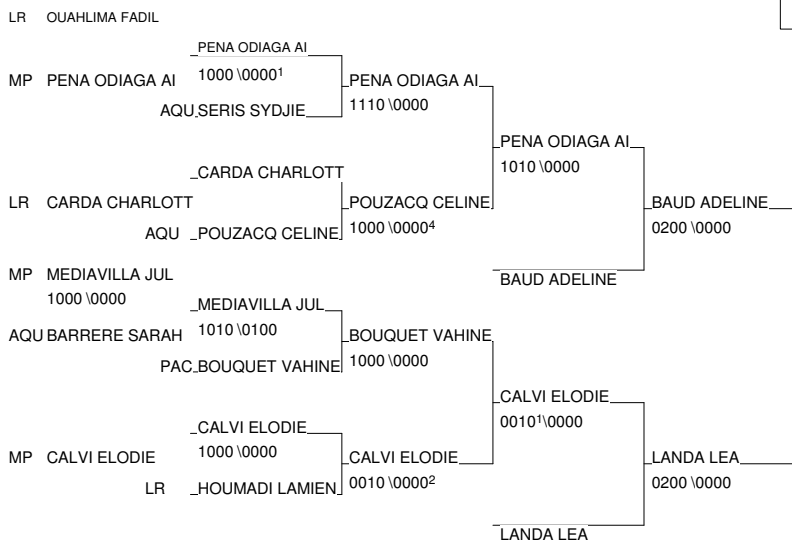 LR OUAHLIMA FADIL
PENA ODIAGA AI
MP PENA ODIAGA AI 1000 \0000¹ PENA ODIAGA AI
1110 \0000
AQU SERIS SYDJIE
PENA ODIAGA AI
1010 \0000
CARDA CHARLOTT
LR CARDA CHARLOTT POUZACQ CELINE BAUD ADELINE
1000 \0000⁴ 0200 \0000
AQU POUZACQ CELINE
MP MEDIAVILLA JUL BAUD ADELINE
1000 \0000 MEDIAVILLA JUL
AQU BARRERE SARAH 1010 \0100 BOUQUET VAHINE
PAC BOUQUET VAHINE 1000 \0000
CALVI ELODIE
0010¹\0000
CALVI ELODIE
1000 \0000
MP CALVI ELODIE CALVI ELODIE LANDA LEA
0010 \0000² 0200 \0000
LR HOUMADI LAMIEN
LANDA LEA